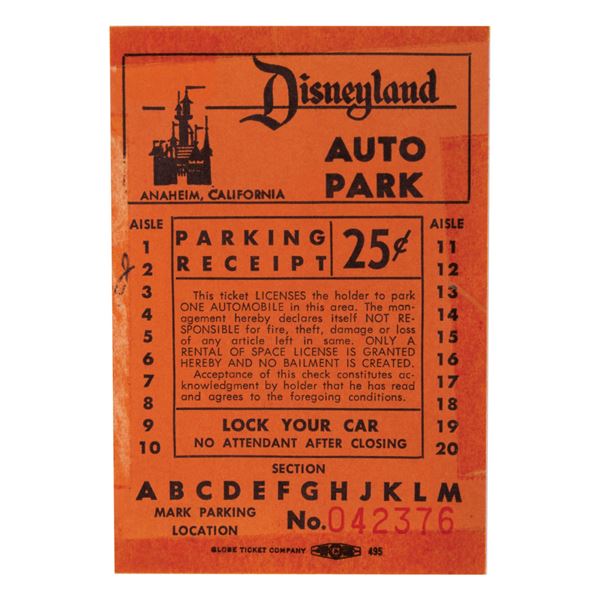 Disneyland
AUTO
PARK
ANAHEIM, CALIFORNIA
AISLE
1
2
3
4
5
6
7
8
9
10
PARKING
RECEIPT
25¢
This ticket LICENSES the holder to park
ONE AUTOMOBILE in this area. The man-
agement hereby declares itself NOT RE-
SPONSIBLE for fire, theft, damage or loss
of any article left in same. ONLY A
RENTAL OF SPACE LICENSE IS GRANTED
HEREBY AND NO BAILMENT IS CREATED.
Acceptance of this check constitutes ac-
knowledgment by holder that he has read
and agrees to the foregoing conditions.
LOCK YOUR CAR
NO ATTENDANT AFTER CLOSING
AISLE
11
12
13
14
15
16
17
18
19
20
SECTION
A B C D E F G H J K L M
MARK PARKING
LOCATION
No. 042376
GLOBE TICKET COMPANY 495